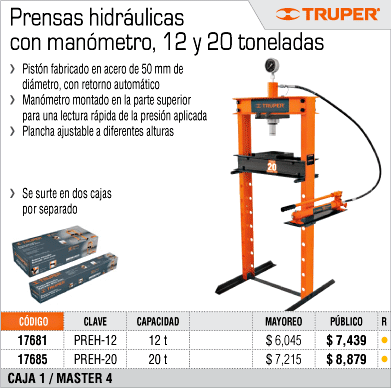 Prensas hidráulicas
con manómetro, 12 y 20 toneladas
TRUPER®
❯ Pistón fabricado en acero de 50 mm de
diámetro, con retorno automático
❯ Manómetro montado en la parte superior
para una lectura rápida de la presión aplicada
❯ Plancha ajustable a diferentes alturas
❯ Se surte en dos cajas
por separado
TRUPER
20
TRUPER
CÓDIGO CLAVE CAPACIDAD MAYOREO PÚBLICO R
17681 PREH-12 12 t $ 6,045 $ 7,439
17685 PREH-20 20 t $ 7,215 $ 8,879
CAJA 1 / MASTER 4